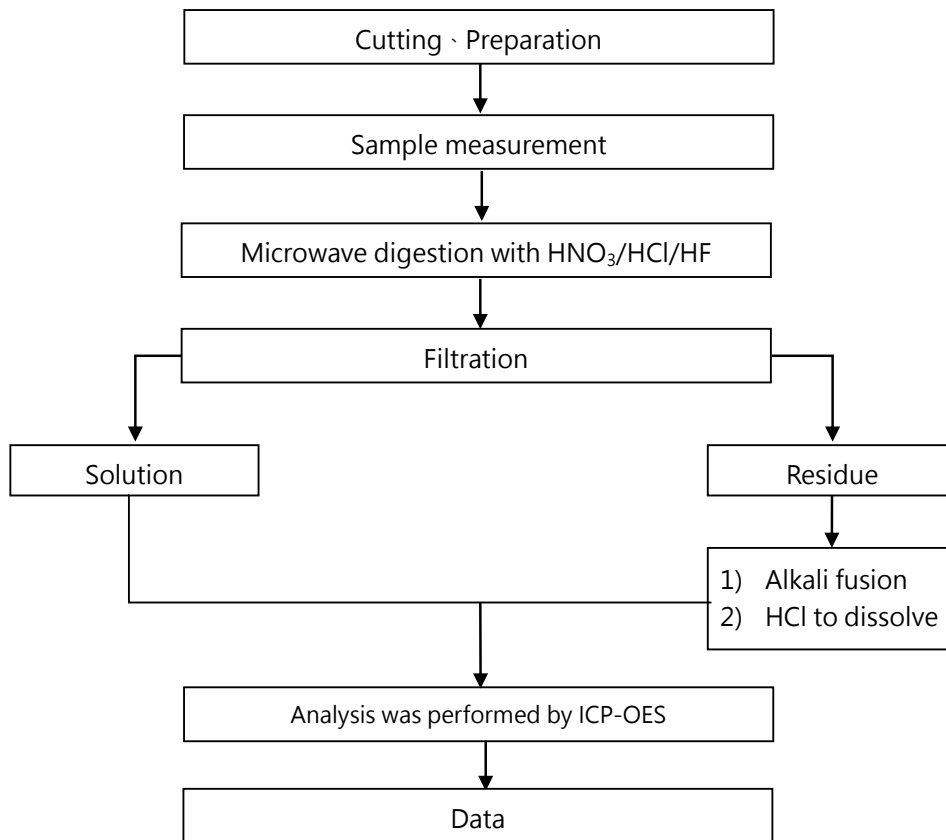 Cutting、Preparation
Sample measurement
Microwave digestion with HNO₃/HCl/HF
Filtration
Solution
Residue
1) Alkali fusion
2) HCl to dissolve
Analysis was performed by ICP-OES
Data